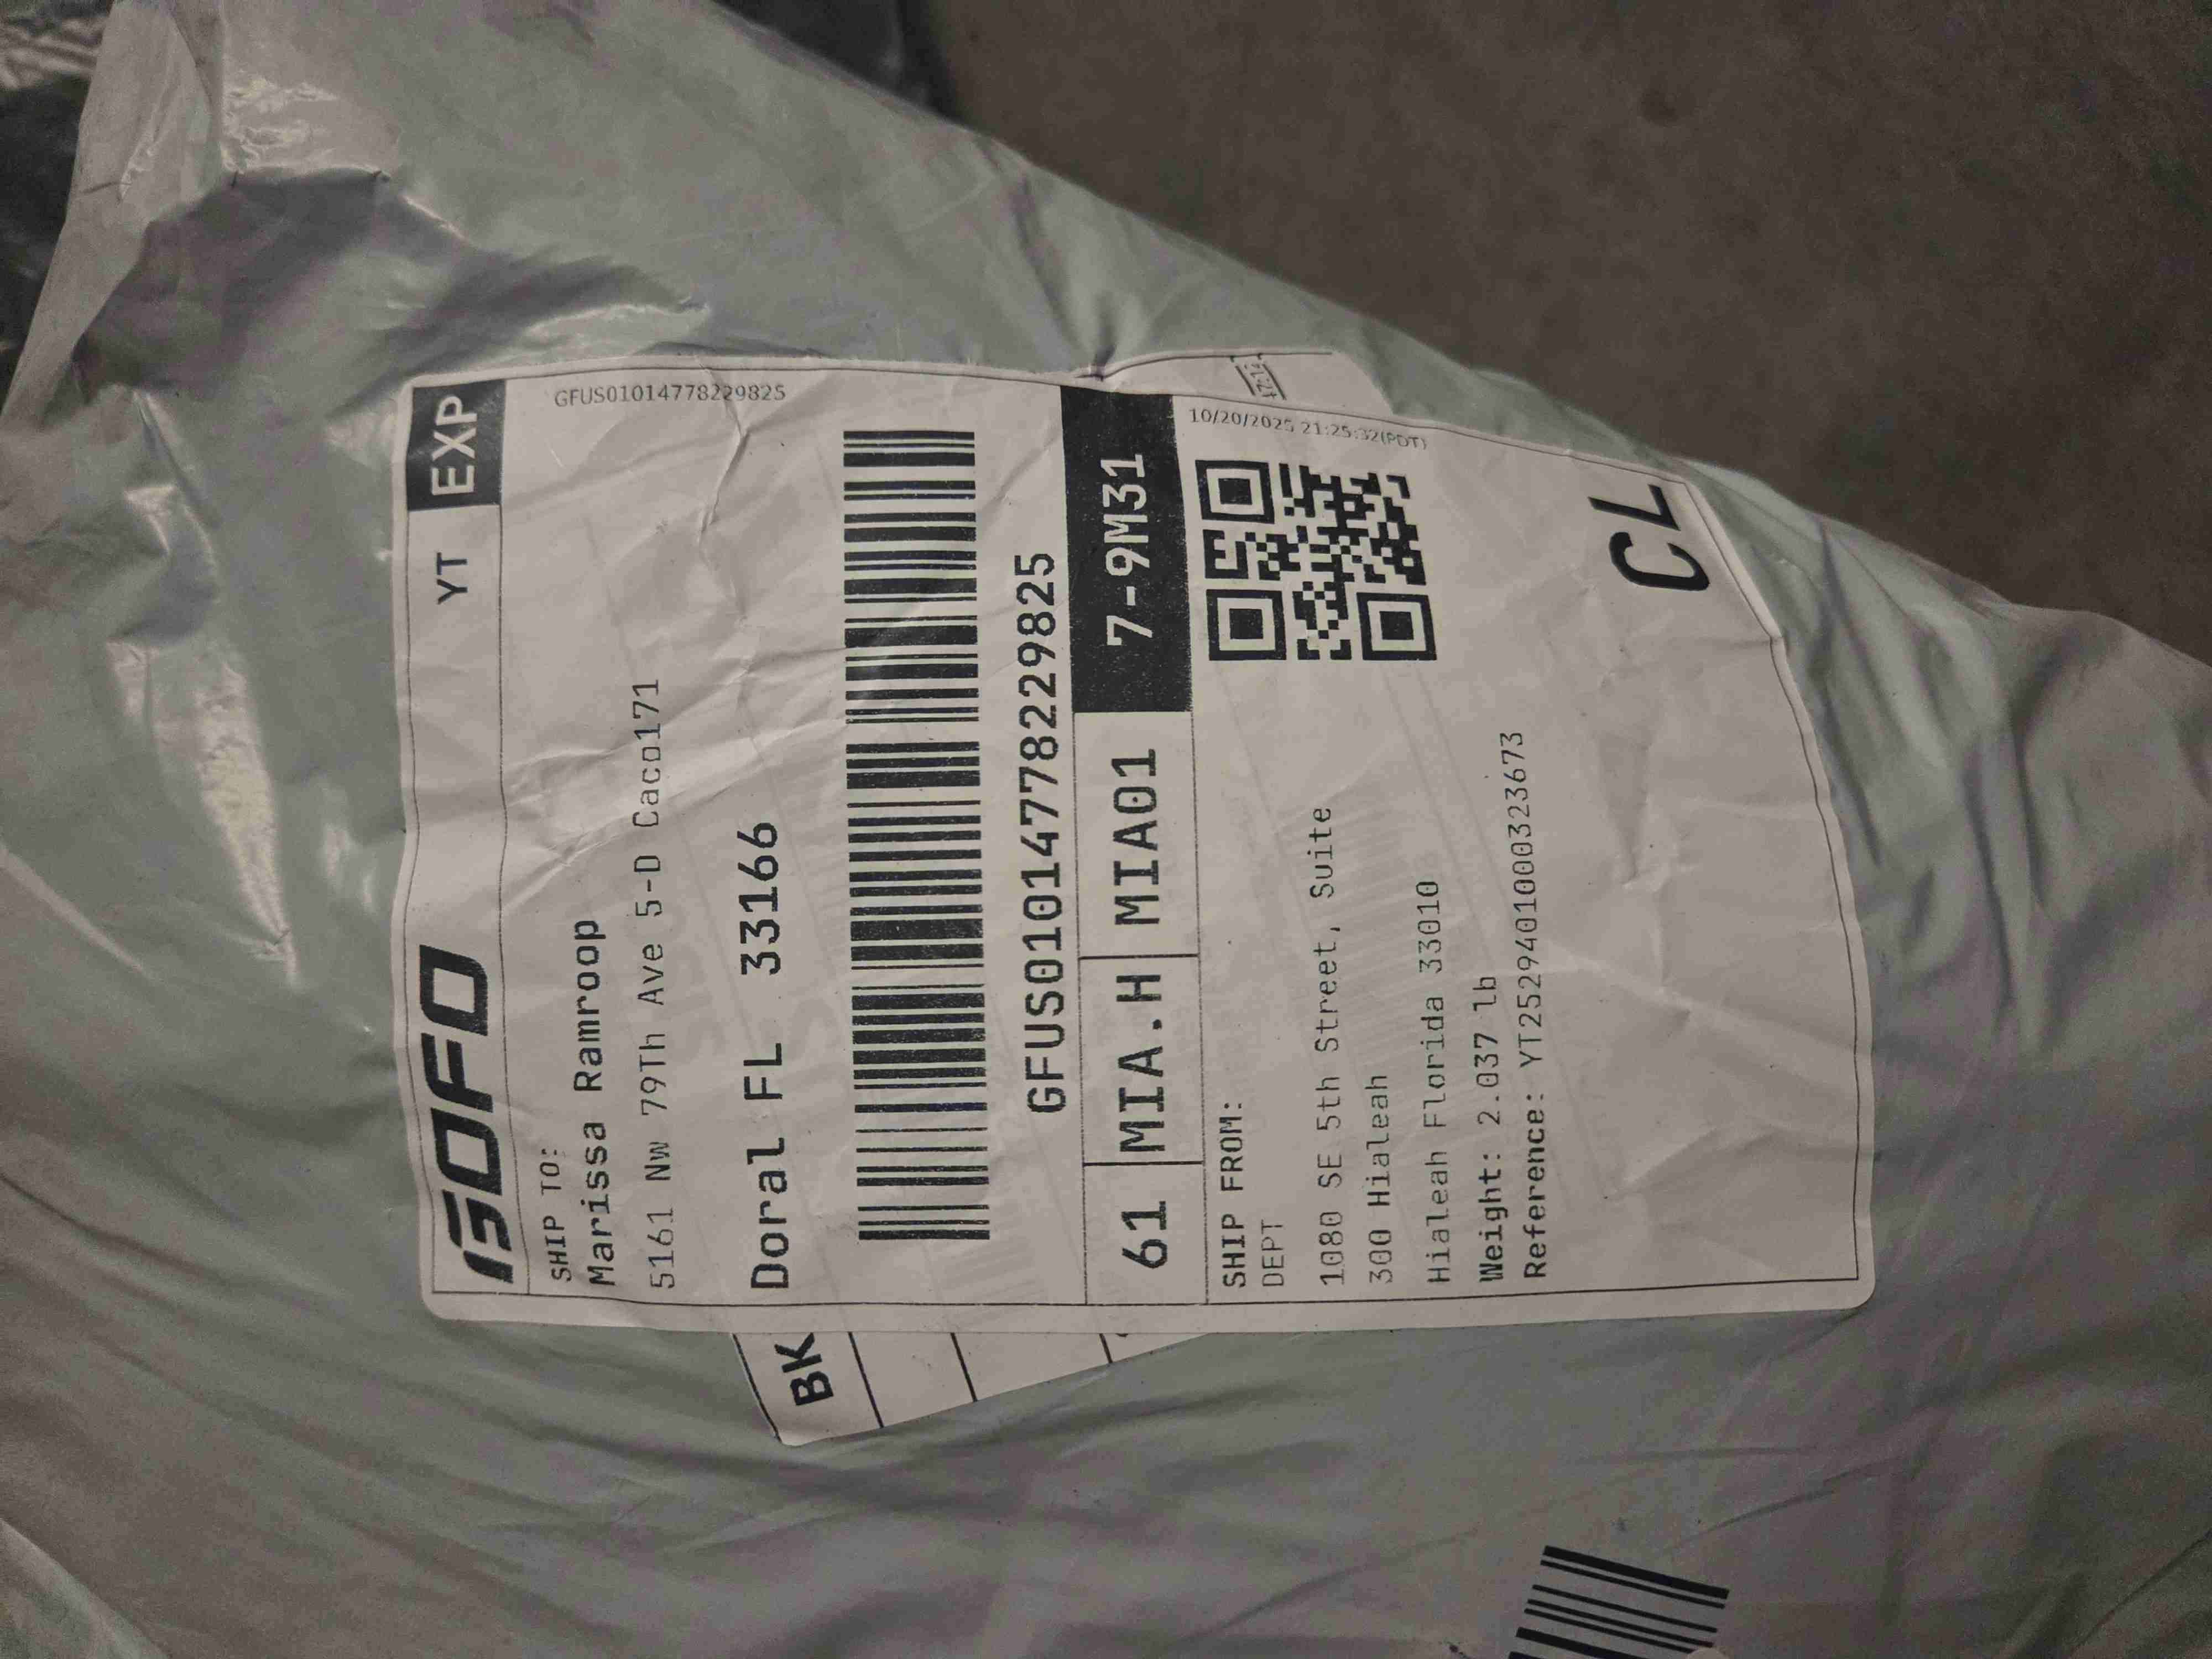 GOFO YT EXP
GFUS01014778229825
SHIP TO:
Marissa Ramroop
5161 Nw 79Th Ave 5-D Caco171
Doral FL 33166
GFUS01014778229825
61 MIA.H MIA01 7-9M31
10/20/2025 21:25:32(PDT)
SHIP FROM:
DEPT
1080 SE 5th Street, Suite
300 Hialeah
Hialeah Florida 33010
Weight: 2.037 lb
Reference: YT2529401000323673
CL
BK